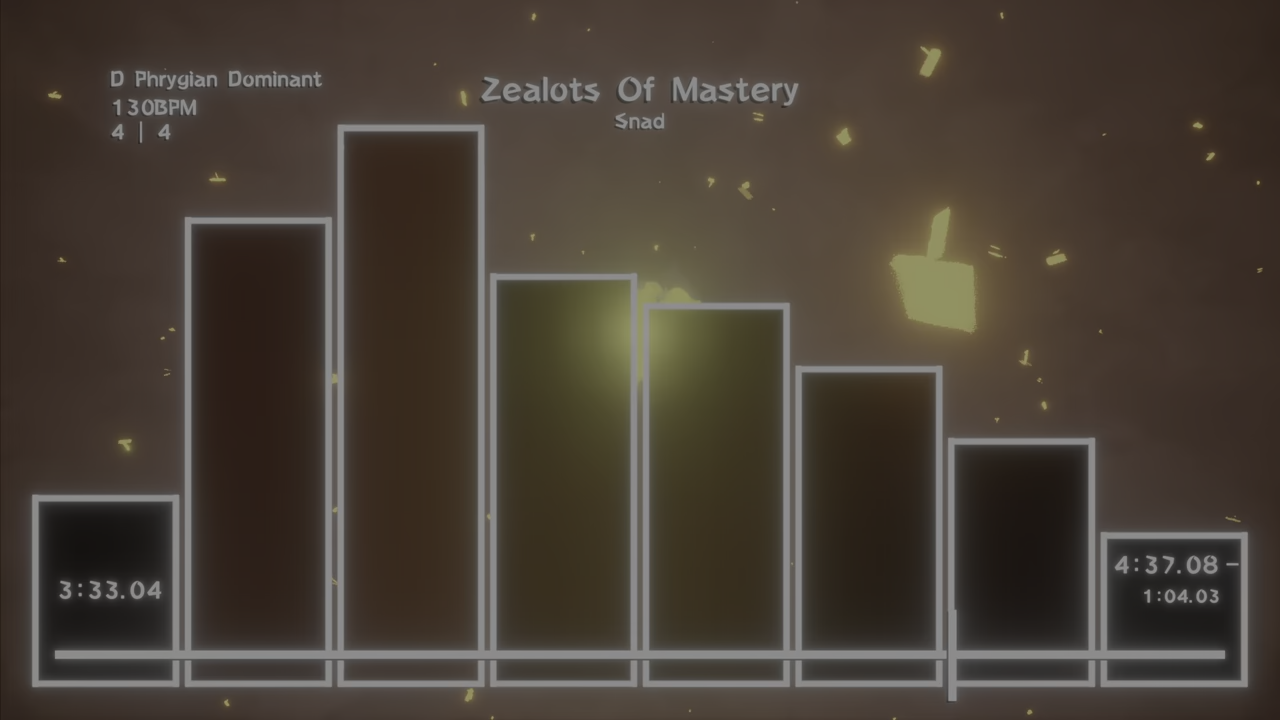 D Phrygian Dominant
130BPM
4 | 4
Zealots Of Mastery
Snad
3:33.04
4:37.08 -
1:04.03